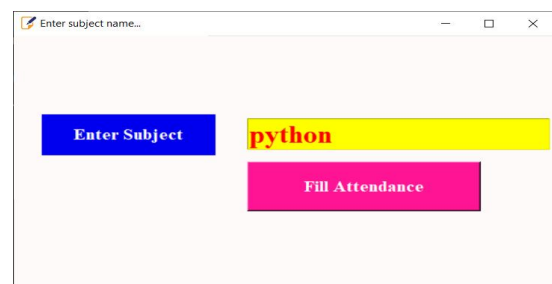 Enter subject name...
Enter Subject
python
Fill Attendance